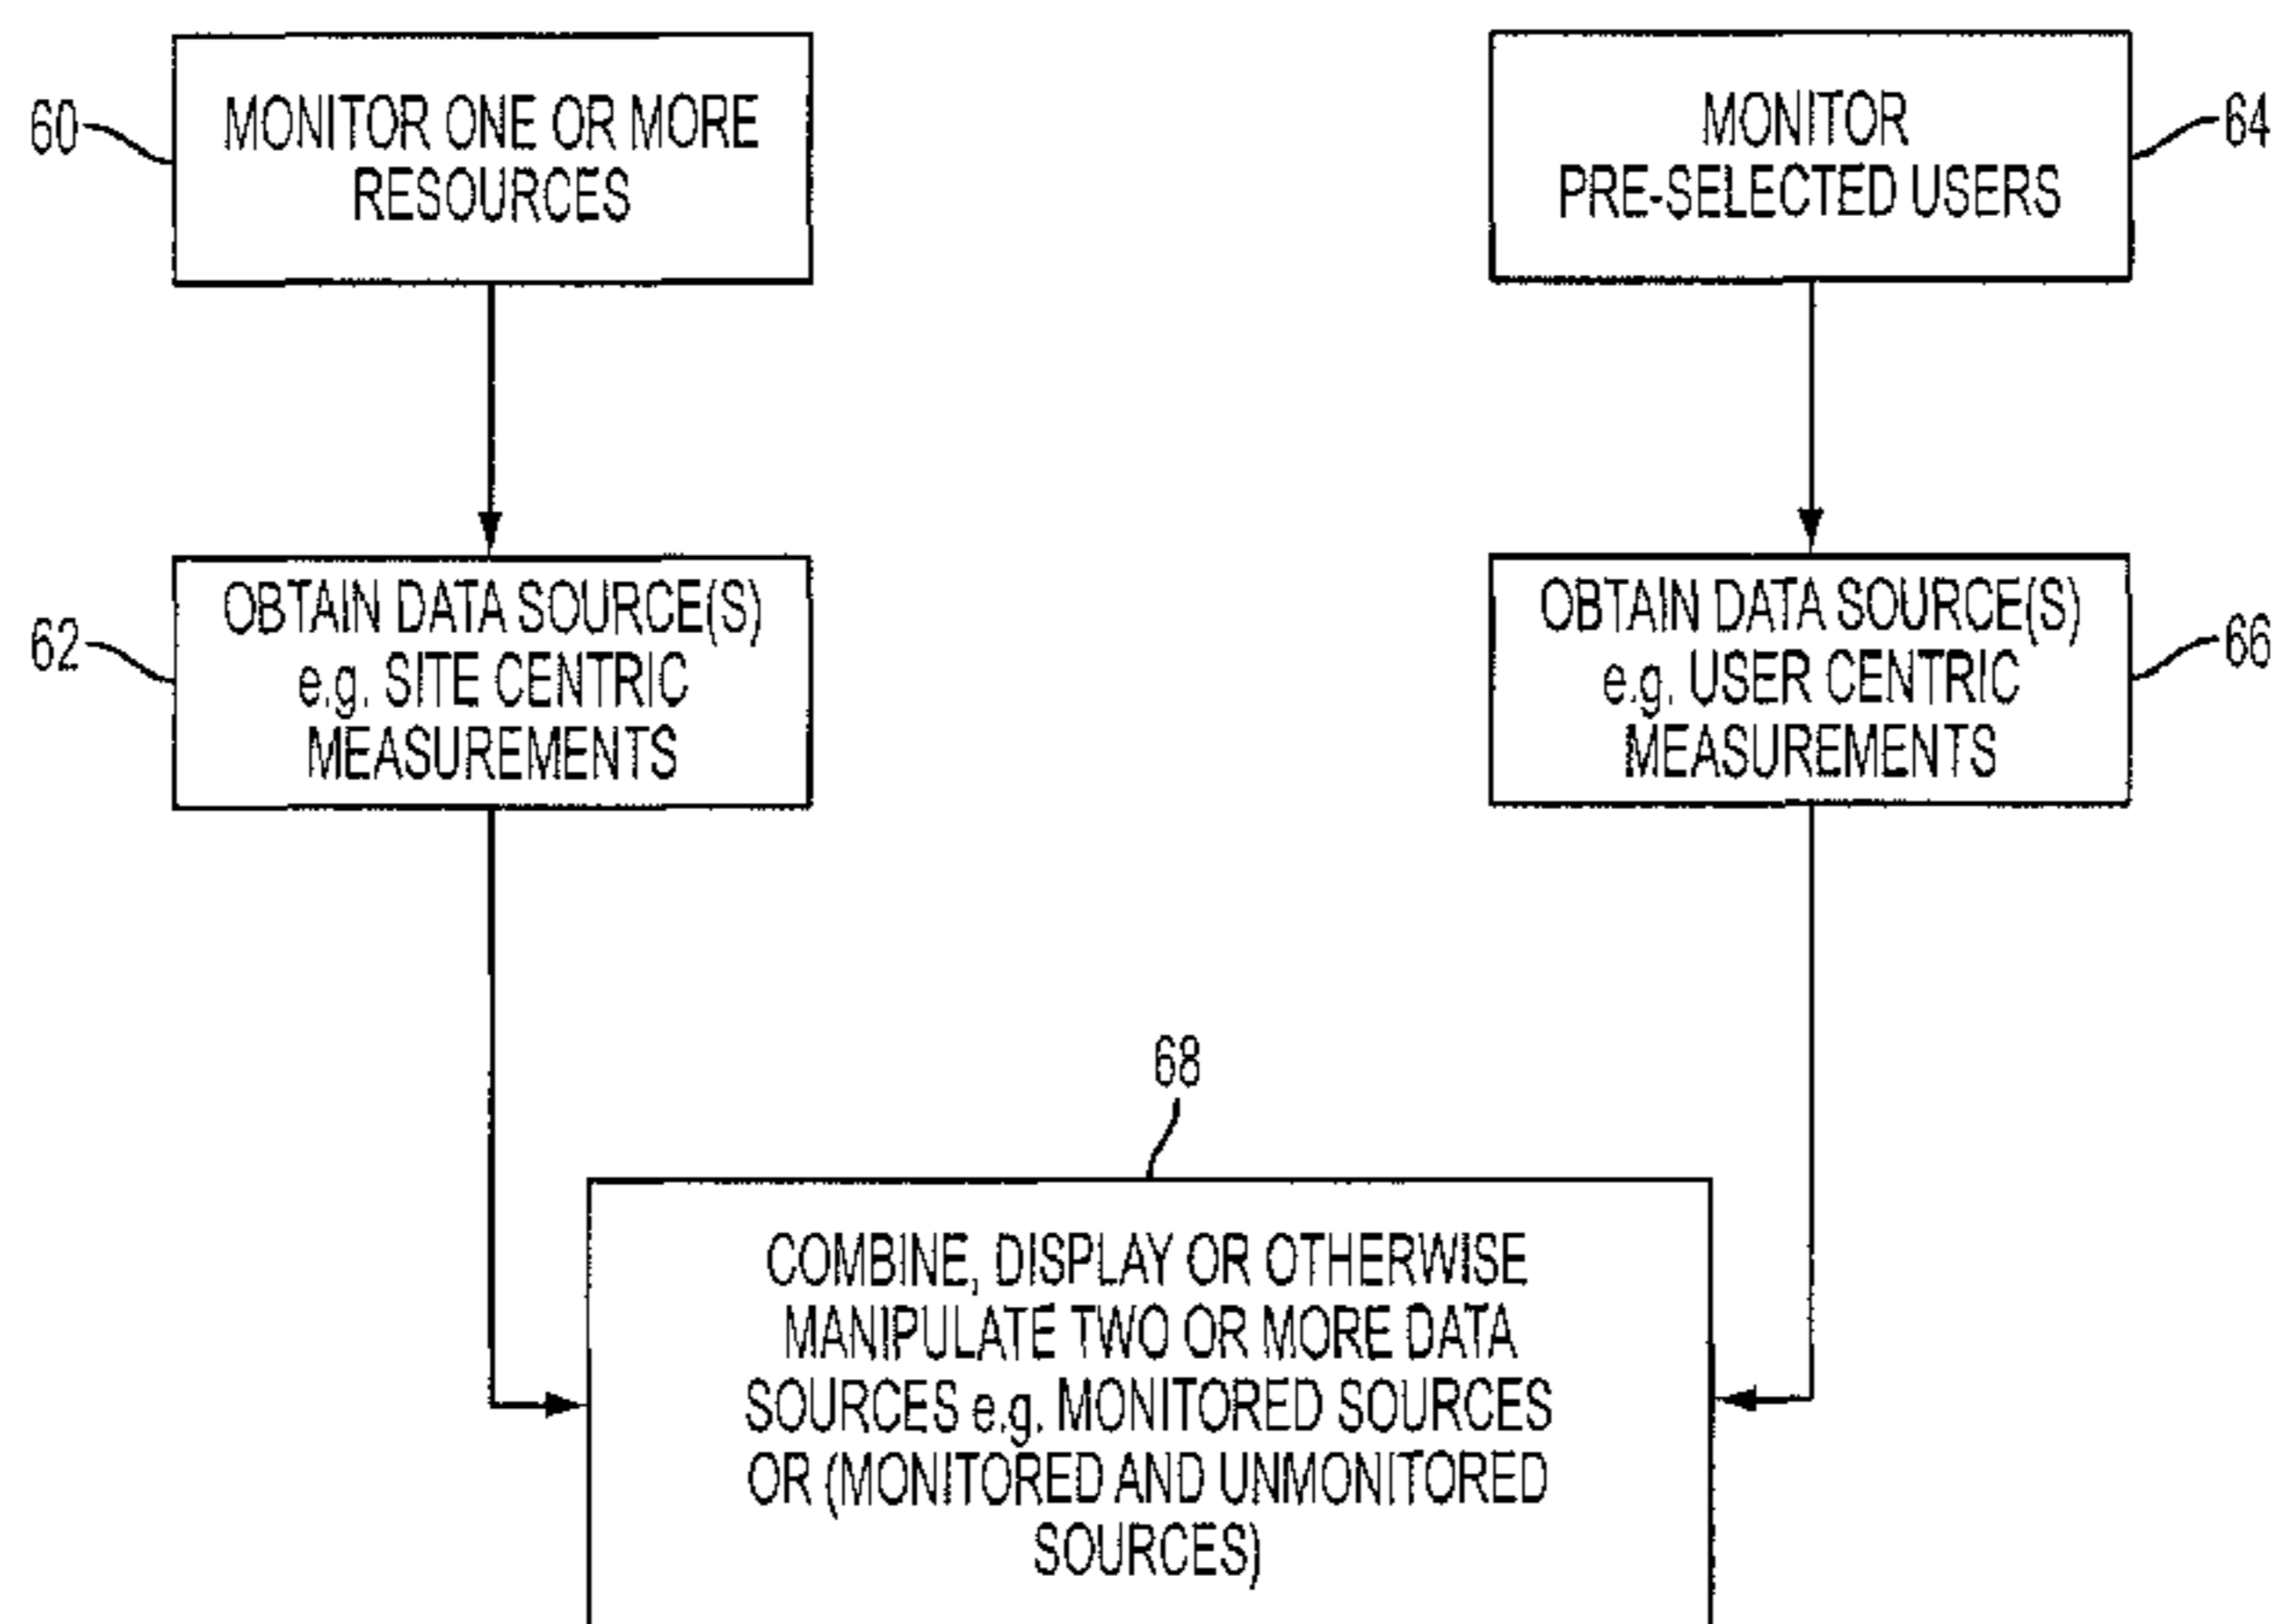 60
MONITOR ONE OR MORE
RESOURCES
MONITOR
PRE-SELECTED USERS
64
62
OBTAIN DATA SOURCE(S)
e.g. SITE CENTRIC
MEASUREMENTS
OBTAIN DATA SOURCE(S)
e.g. USER CENTRIC
MEASUREMENTS
66
68
COMBINE, DISPLAY OR OTHERWISE
MANIPULATE TWO OR MORE DATA
SOURCES e.g. MONITORED SOURCES
OR (MONITORED AND UNMONITORED
SOURCES)